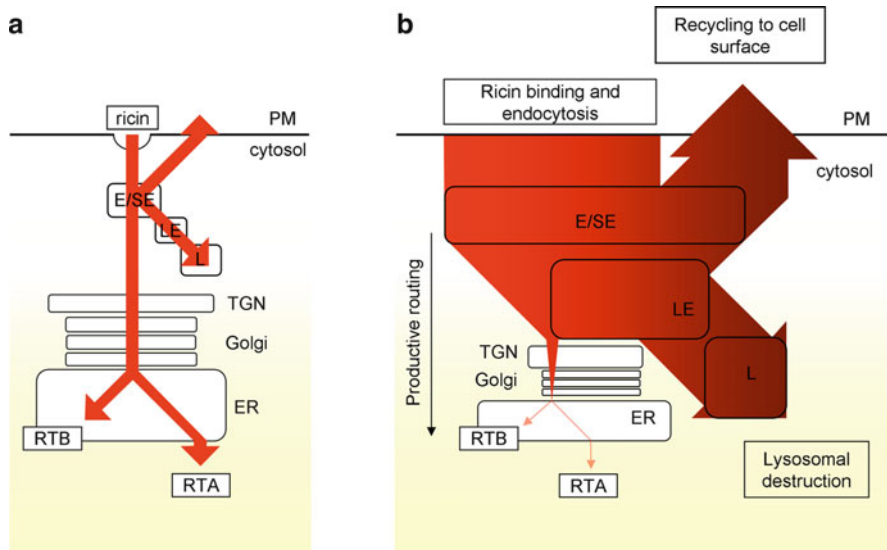 a
ricin
PM
cytosol
E/SE
LE
L
TGN
Golgi
ER
RTB
RTA
b
Recycling to cell
surface
Ricin binding and
endocytosis
PM
cytosol
E/SE
Productive routing
LE
TGN
Golgi
L
ER
RTB
RTA
Lysosomal
destruction